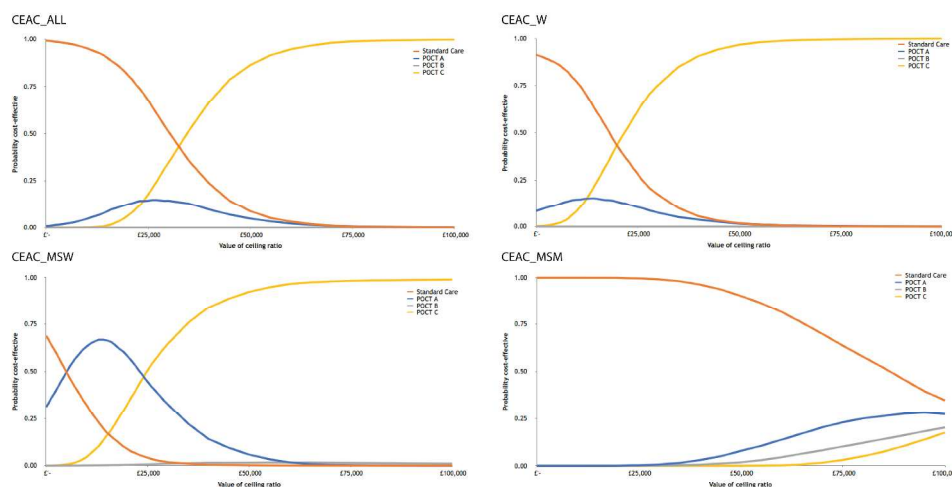 CEAC_ALL
1.00
0.75
0.50
0.25
0.00
Probability cost-effective
Standard Care
POCT A
POCT B
POCT C
£- £25,000 £50,000 £75,000 £100,000
Value of ceiling ratio
CEAC_W
1.00
0.75
0.50
0.25
0.00
Probability cost-effective
Standard Care
POCT A
POCT B
POCT C
£- £25,000 £50,000 £75,000 £100,000
Value of ceiling ratio
CEAC_MSW
1.00
0.75
0.50
0.25
0.00
Probability cost-effective
Standard Care
POCT A
POCT B
POCT C
£- £25,000 £50,000 £75,000 £100,000
Value of ceiling ratio
CEAC_MSM
1.00
0.75
0.50
0.25
0.00
Probability cost-effective
Standard Care
POCT A
POCT B
POCT C
£- £25,000 £50,000 £75,000 £100,000
Value of ceiling ratio